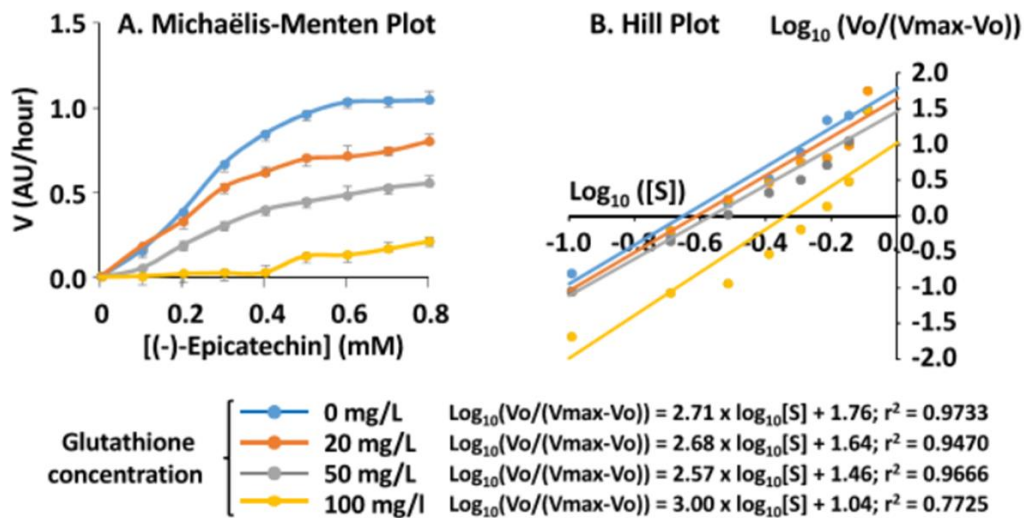 A. Michaëlis-Menten Plot
V (AU/hour)
1.5
1.0
0.5
0.0
0 0.2 0.4 0.6 0.8
[(-)-Epicatechin] (mM)
B. Hill Plot
Log10 (Vo/(Vmax-Vo))
2.0
1.5
1.0
0.5
0.0
-0.5
-1.0
-1.5
-2.0
Log10 ([S])
-1.0 -0.8 -0.6 -0.4 -0.2 0.0
Glutathione
concentration
0 mg/L Log10(Vo/(Vmax-Vo)) = 2.71 x log10[S] + 1.76; r2 = 0.9733
20 mg/L Log10(Vo/(Vmax-Vo)) = 2.68 x log10[S] + 1.64; r2 = 0.9470
50 mg/L Log10(Vo/(Vmax-Vo)) = 2.57 x log10[S] + 1.46; r2 = 0.9666
100 mg/l Log10(Vo/(Vmax-Vo)) = 3.00 x log10[S] + 1.04; r2 = 0.7725